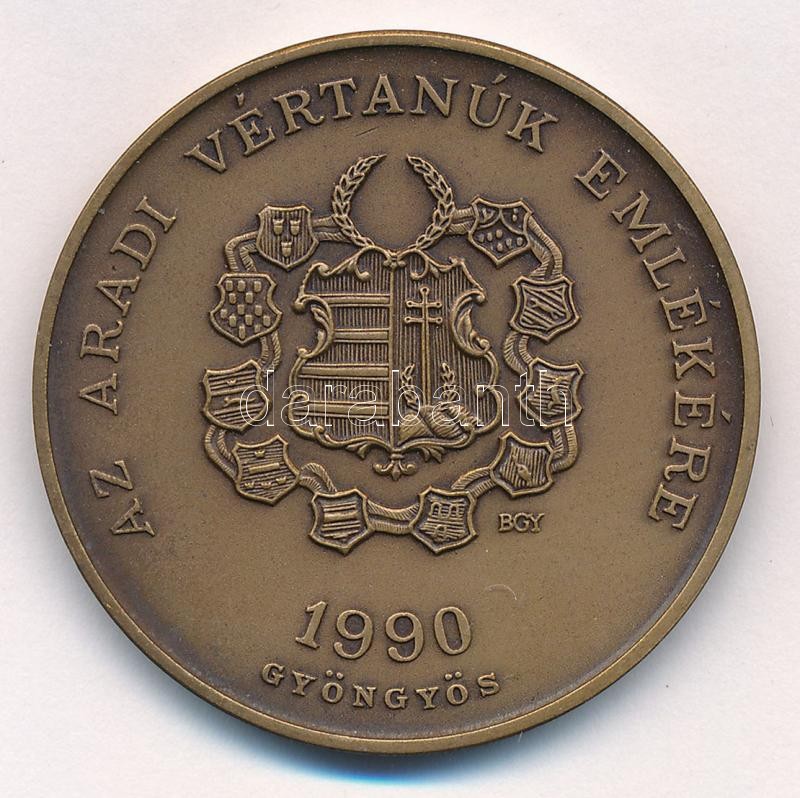 AZ ARADI VÉRTANÚK EMLÉKÉRE
darabanth
BGY
1990
GYÖNGYÖS